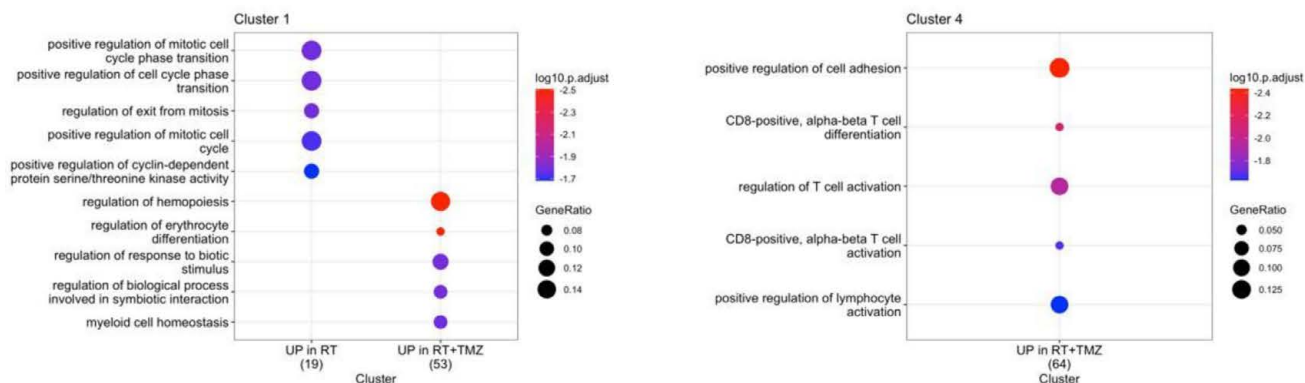 Cluster 1
positive regulation of mitotic cell
cycle phase transition
positive regulation of cell cycle phase
transition
regulation of exit from mitosis
positive regulation of mitotic cell
cycle
positive regulation of cyclin-dependent
protein serine/threonine kinase activity
regulation of hemopoiesis
regulation of erythrocyte
differentiation
regulation of response to biotic
stimulus
regulation of biological process
involved in symbiotic interaction
myeloid cell homeostasis
UP in RT
(19)
UP in RT+TMZ
(53)
Cluster
log10.p.adjust
-2.5
-2.3
-2.1
-1.9
-1.7
GeneRatio
0.08
0.10
0.12
0.14
Cluster 4
positive regulation of cell adhesion
CD8-positive, alpha-beta T cell
differentiation
regulation of T cell activation
CD8-positive, alpha-beta T cell
activation
positive regulation of lymphocyte
activation
UP in RT+TMZ
(64)
Cluster
log10.p.adjust
-2.4
-2.2
-2.0
-1.8
GeneRatio
0.050
0.075
0.100
0.125